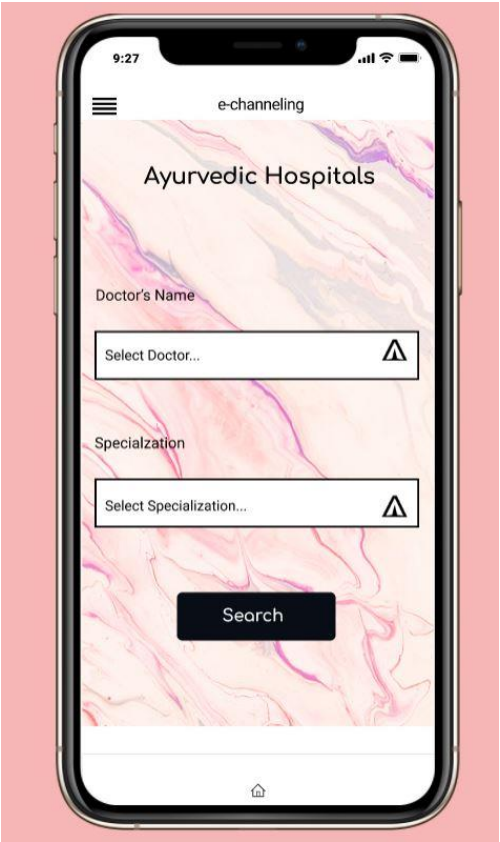 9:27
e-channeling
Ayurvedic Hospitals
Doctor's Name
Select Doctor...
Specialzation
Select Specialization...
Search